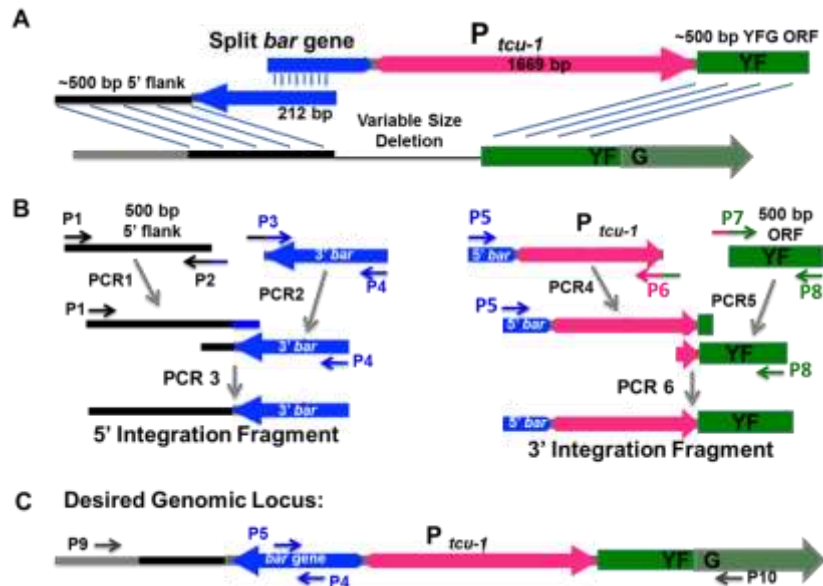 A
Split bar gene
P tcu-1
~500 bp YFG ORF
1669 bp
YF
~500 bp 5' flank
212 bp
Variable Size
Deletion
YF G
B
P1
500 bp
5' flank
P2
P3
3' bar
P4
PCR1
PCR2
P1
3' bar
P4
PCR 3
3' bar
5' Integration Fragment
P5
P tcu-1
5' bar
P6
P7
500 bp
ORF
YF
P8
PCR4
PCR5
P5
5' bar
YF
P8
PCR 6
5' bar
YF
3' Integration Fragment
C Desired Genomic Locus:
P9
P5
bar gene
P4
P tcu-1
YF G
P10